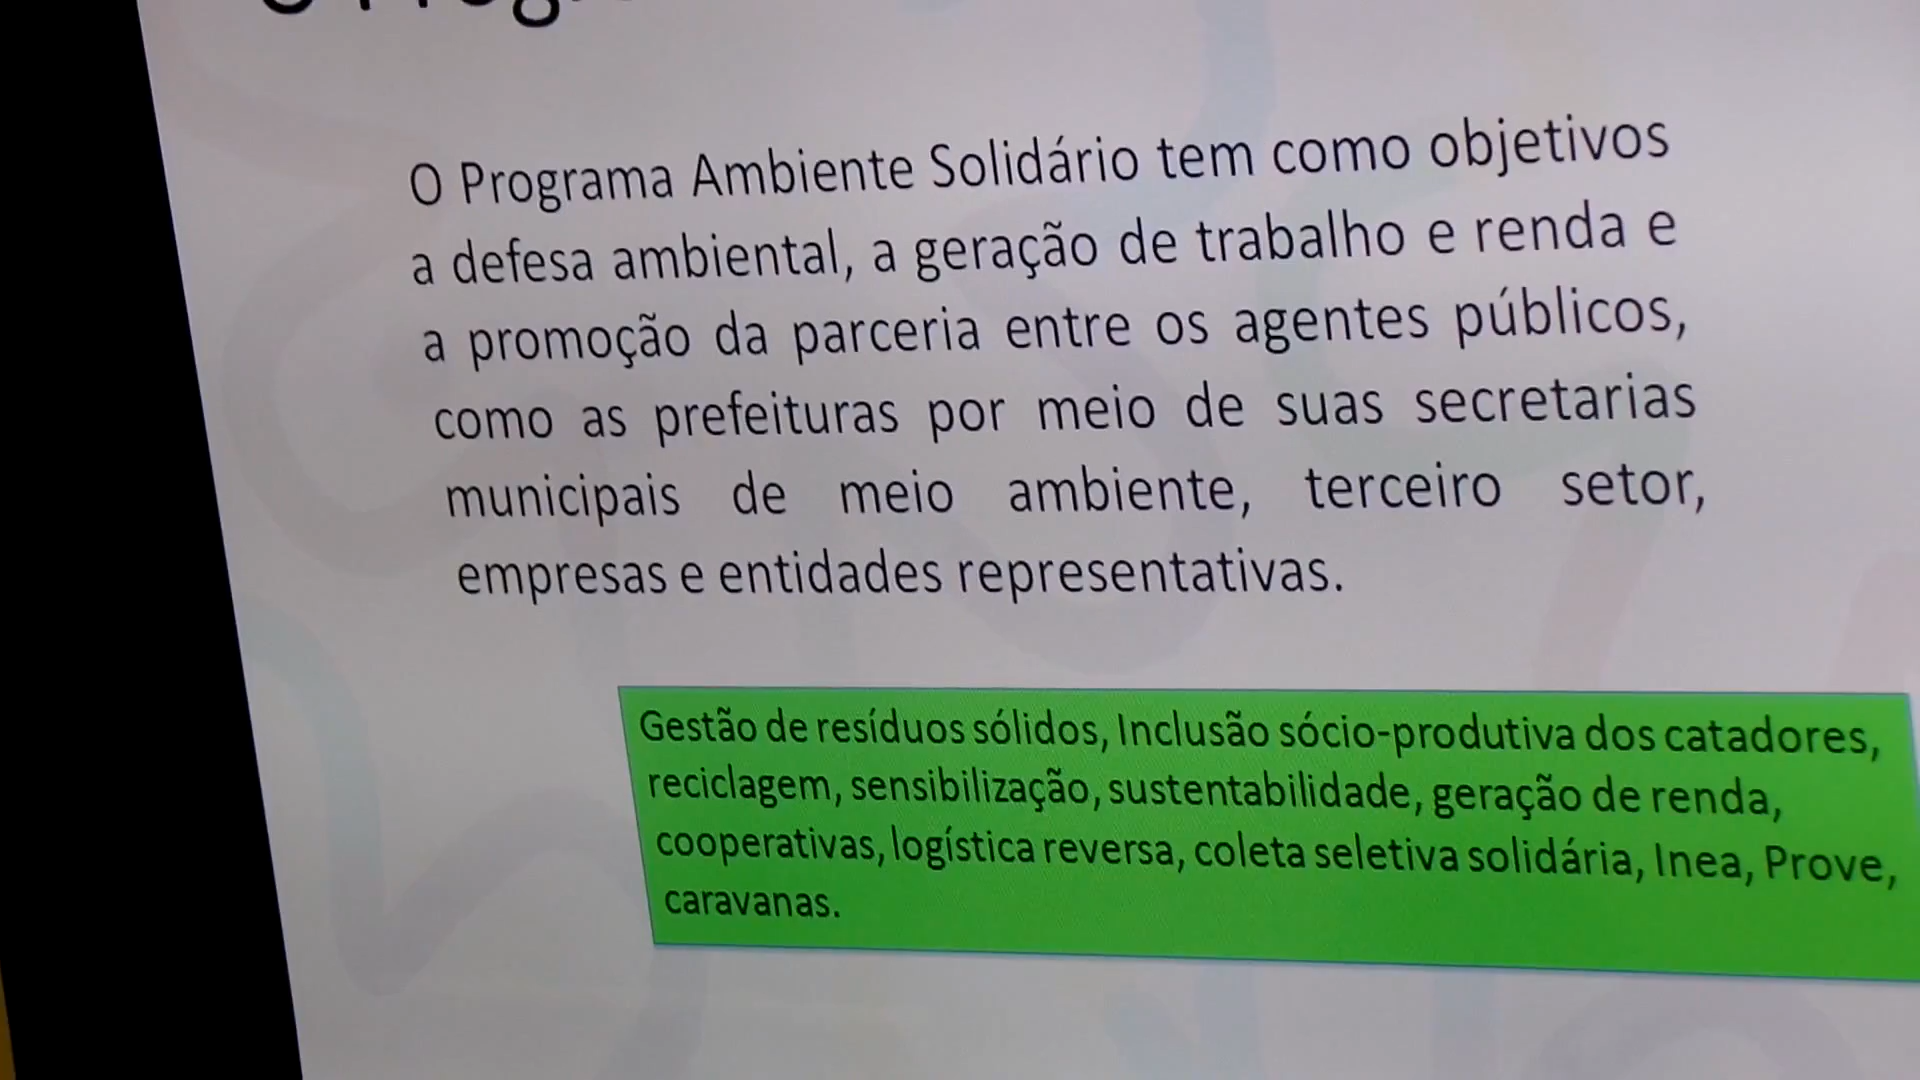 O Programa Ambiente Solidário tem como objetivos
a defesa ambiental, a geração de trabalho e renda e
a promoção da parceria entre os agentes públicos,
como as prefeituras por meio de suas secretarias
municipais de meio ambiente, terceiro setor,
empresas e entidades representativas.
Gestão de resíduos sólidos, Inclusão sócio-produtiva dos catadores,
reciclagem, sensibilização, sustentabilidade, geração de renda,
cooperativas, logística reversa, coleta seletiva solidária, Inea, Prove,
caravanas.